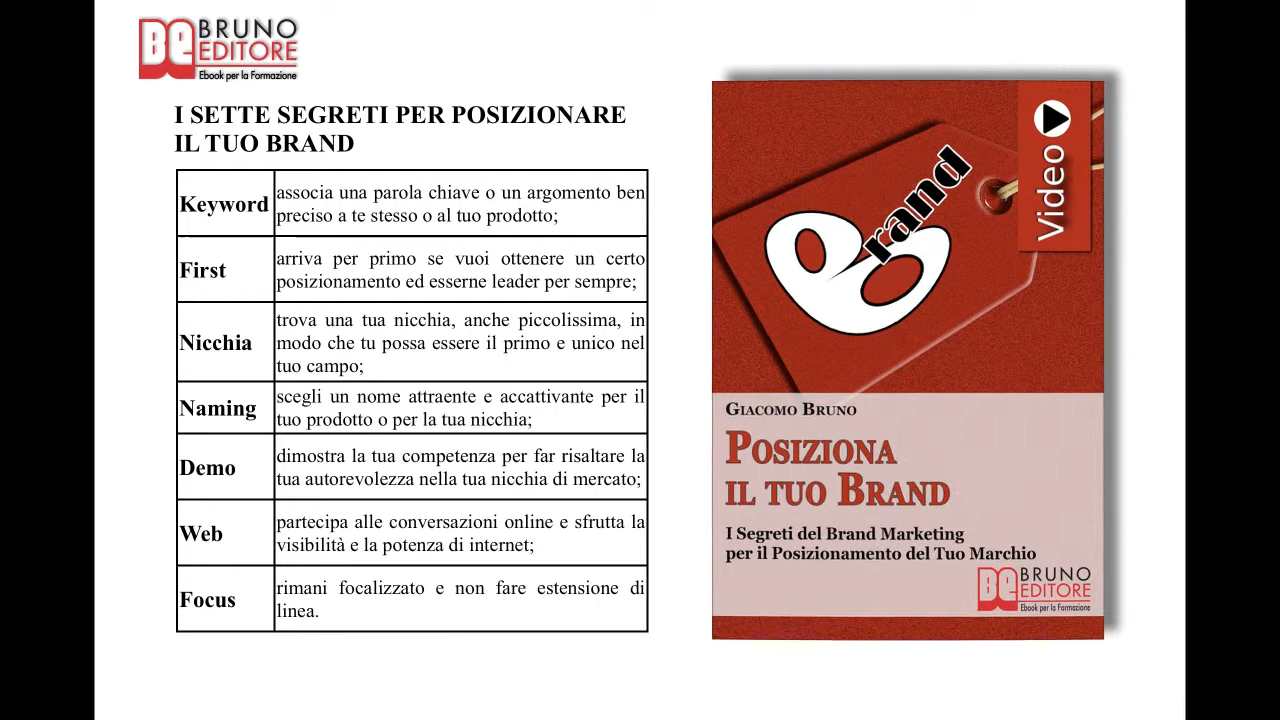 BRUNO
EDITORE
Ebook per la Formazione
I SETTE SEGRETI PER POSIZIONARE
IL TUO BRAND
Keyword
associa una parola chiave o un argomento ben
preciso a te stesso o al tuo prodotto;
First
arriva per primo se vuoi ottenere un certo
posizionamento ed esserne leader per sempre;
Nicchia
trova una tua nicchia, anche piccolissima, in
modo che tu possa essere il primo e unico nel
tuo campo;
Naming
scegli un nome attraente e accattivante per il
tuo prodotto o per la tua nicchia;
Demo
dimostra la tua competenza per far risaltare la
tua autorevolezza nella tua nicchia di mercato;
Web
partecipa alle conversazioni online e sfrutta la
visibilità e la potenza di internet;
Focus
rimani focalizzato e non fare estensione di
linea.
Video
Brand
GIACOMO BRUNO
POSIZIONA
IL TUO BRAND
I Segreti del Brand Marketing
per il Posizionamento del Tuo Marchio
BRUNO
EDITORE
Ebook per la Formazione